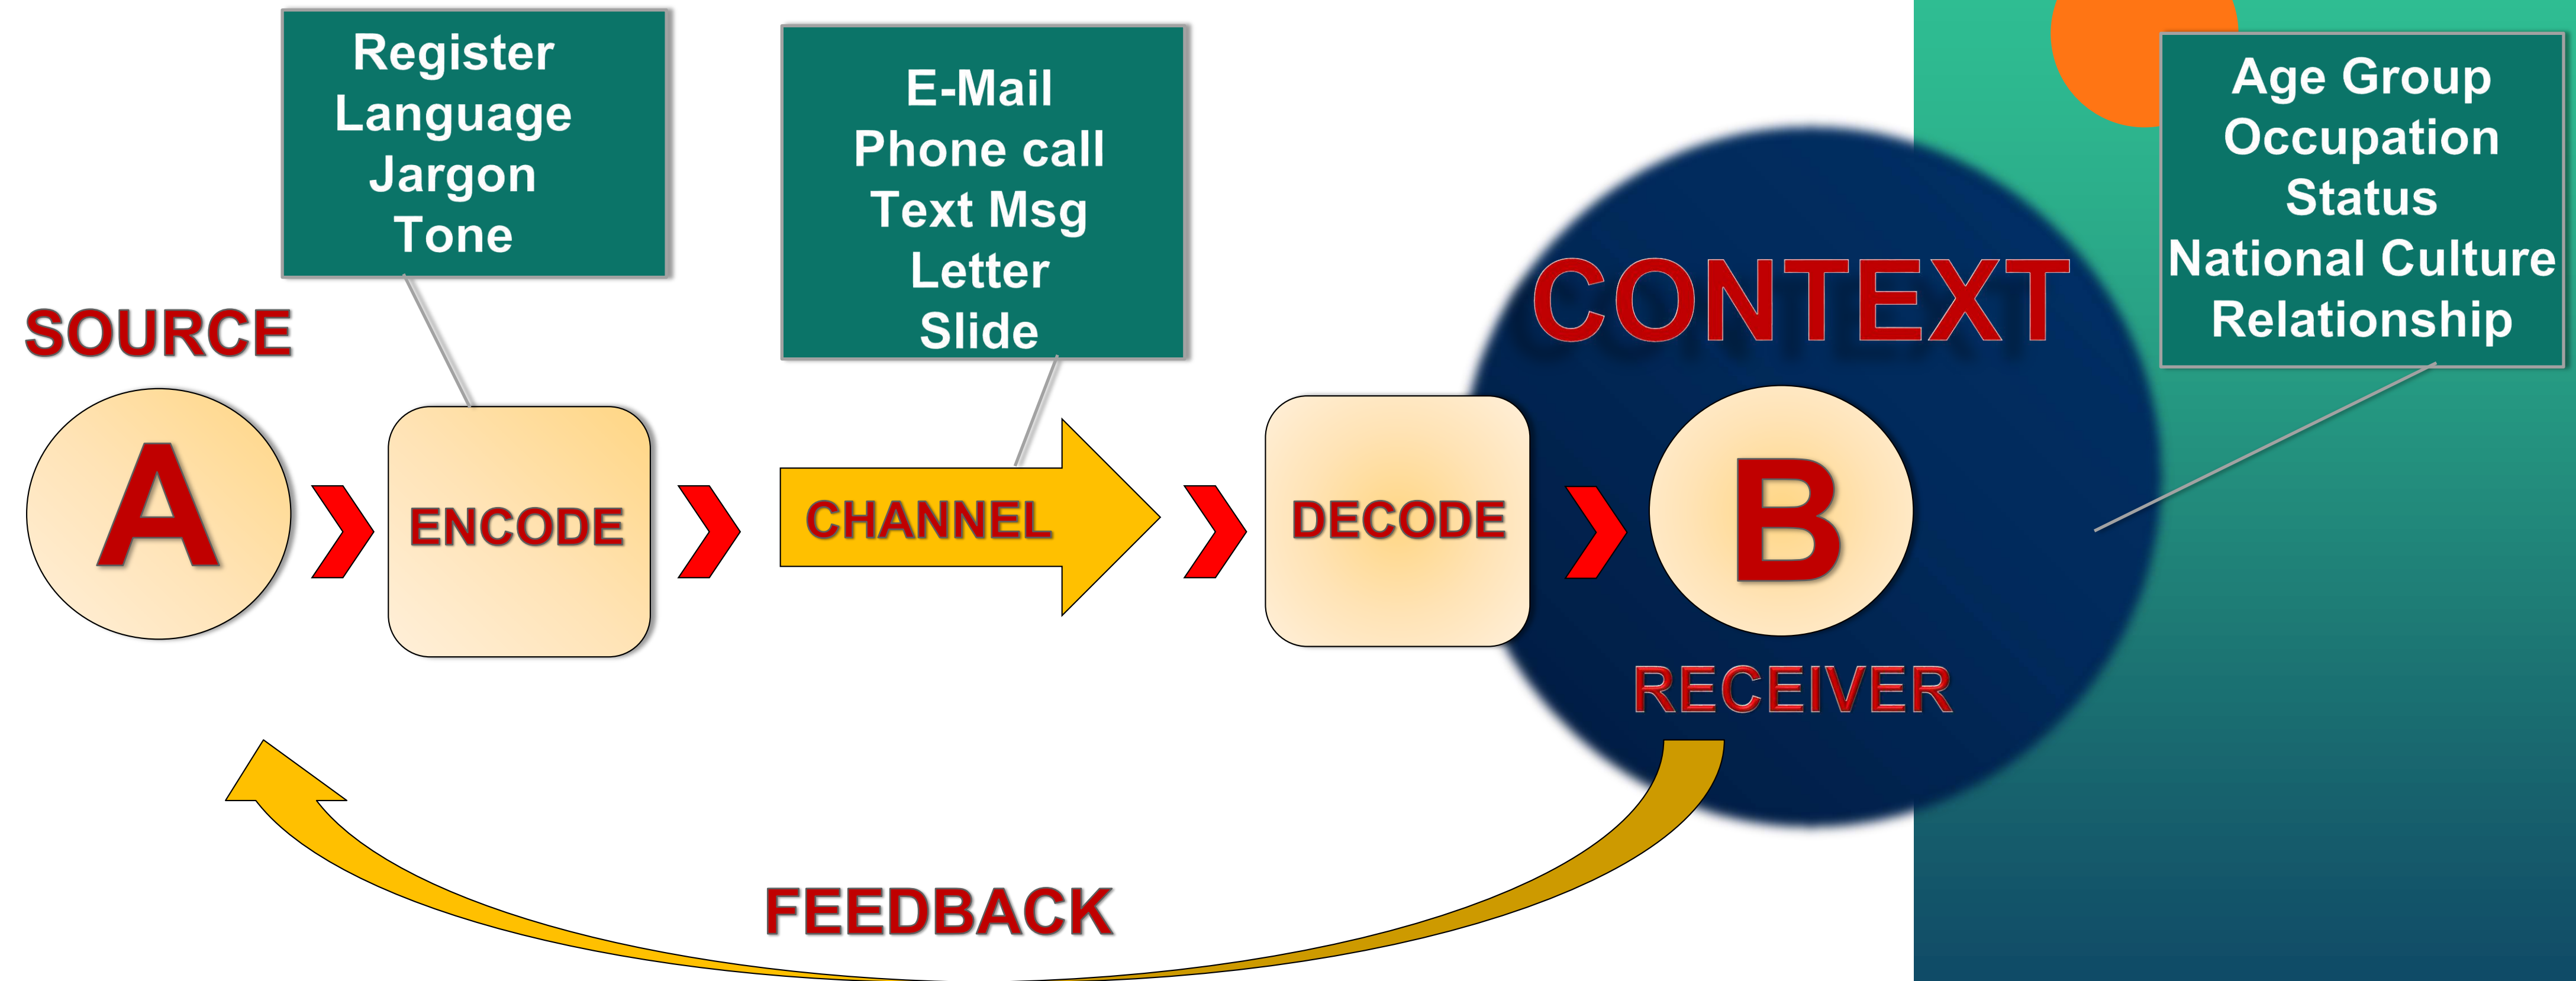 Register
Language
Jargon
Tone
E-Mail
Phone call
Text Msg
Letter
Slide
Age Group
Occupation
Status
National Culture
Relationship
CONTEXT
SOURCE
A
ENCODE
CHANNEL
DECODE
B
RECEIVER
FEEDBACK